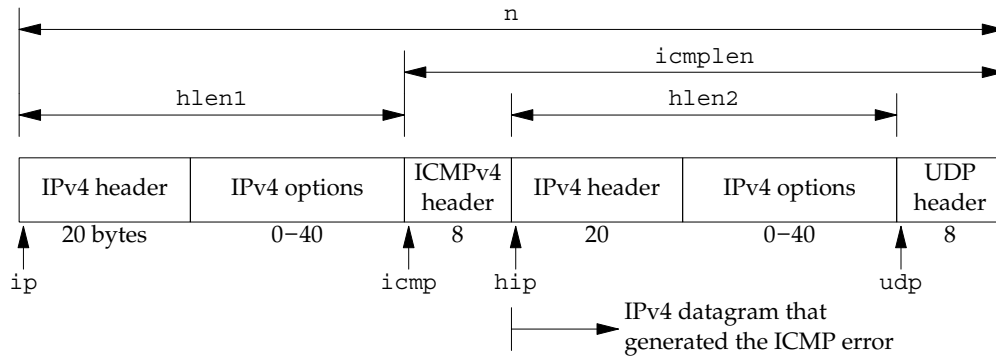 n
icmplen
hlen1 hlen2
IPv4 header IPv4 options ICMPv4 header IPv4 header IPv4 options UDP header
20 bytes 0−40 8 20 0−40 8
ip icmp hip udp
IPv4 datagram that
generated the ICMP error